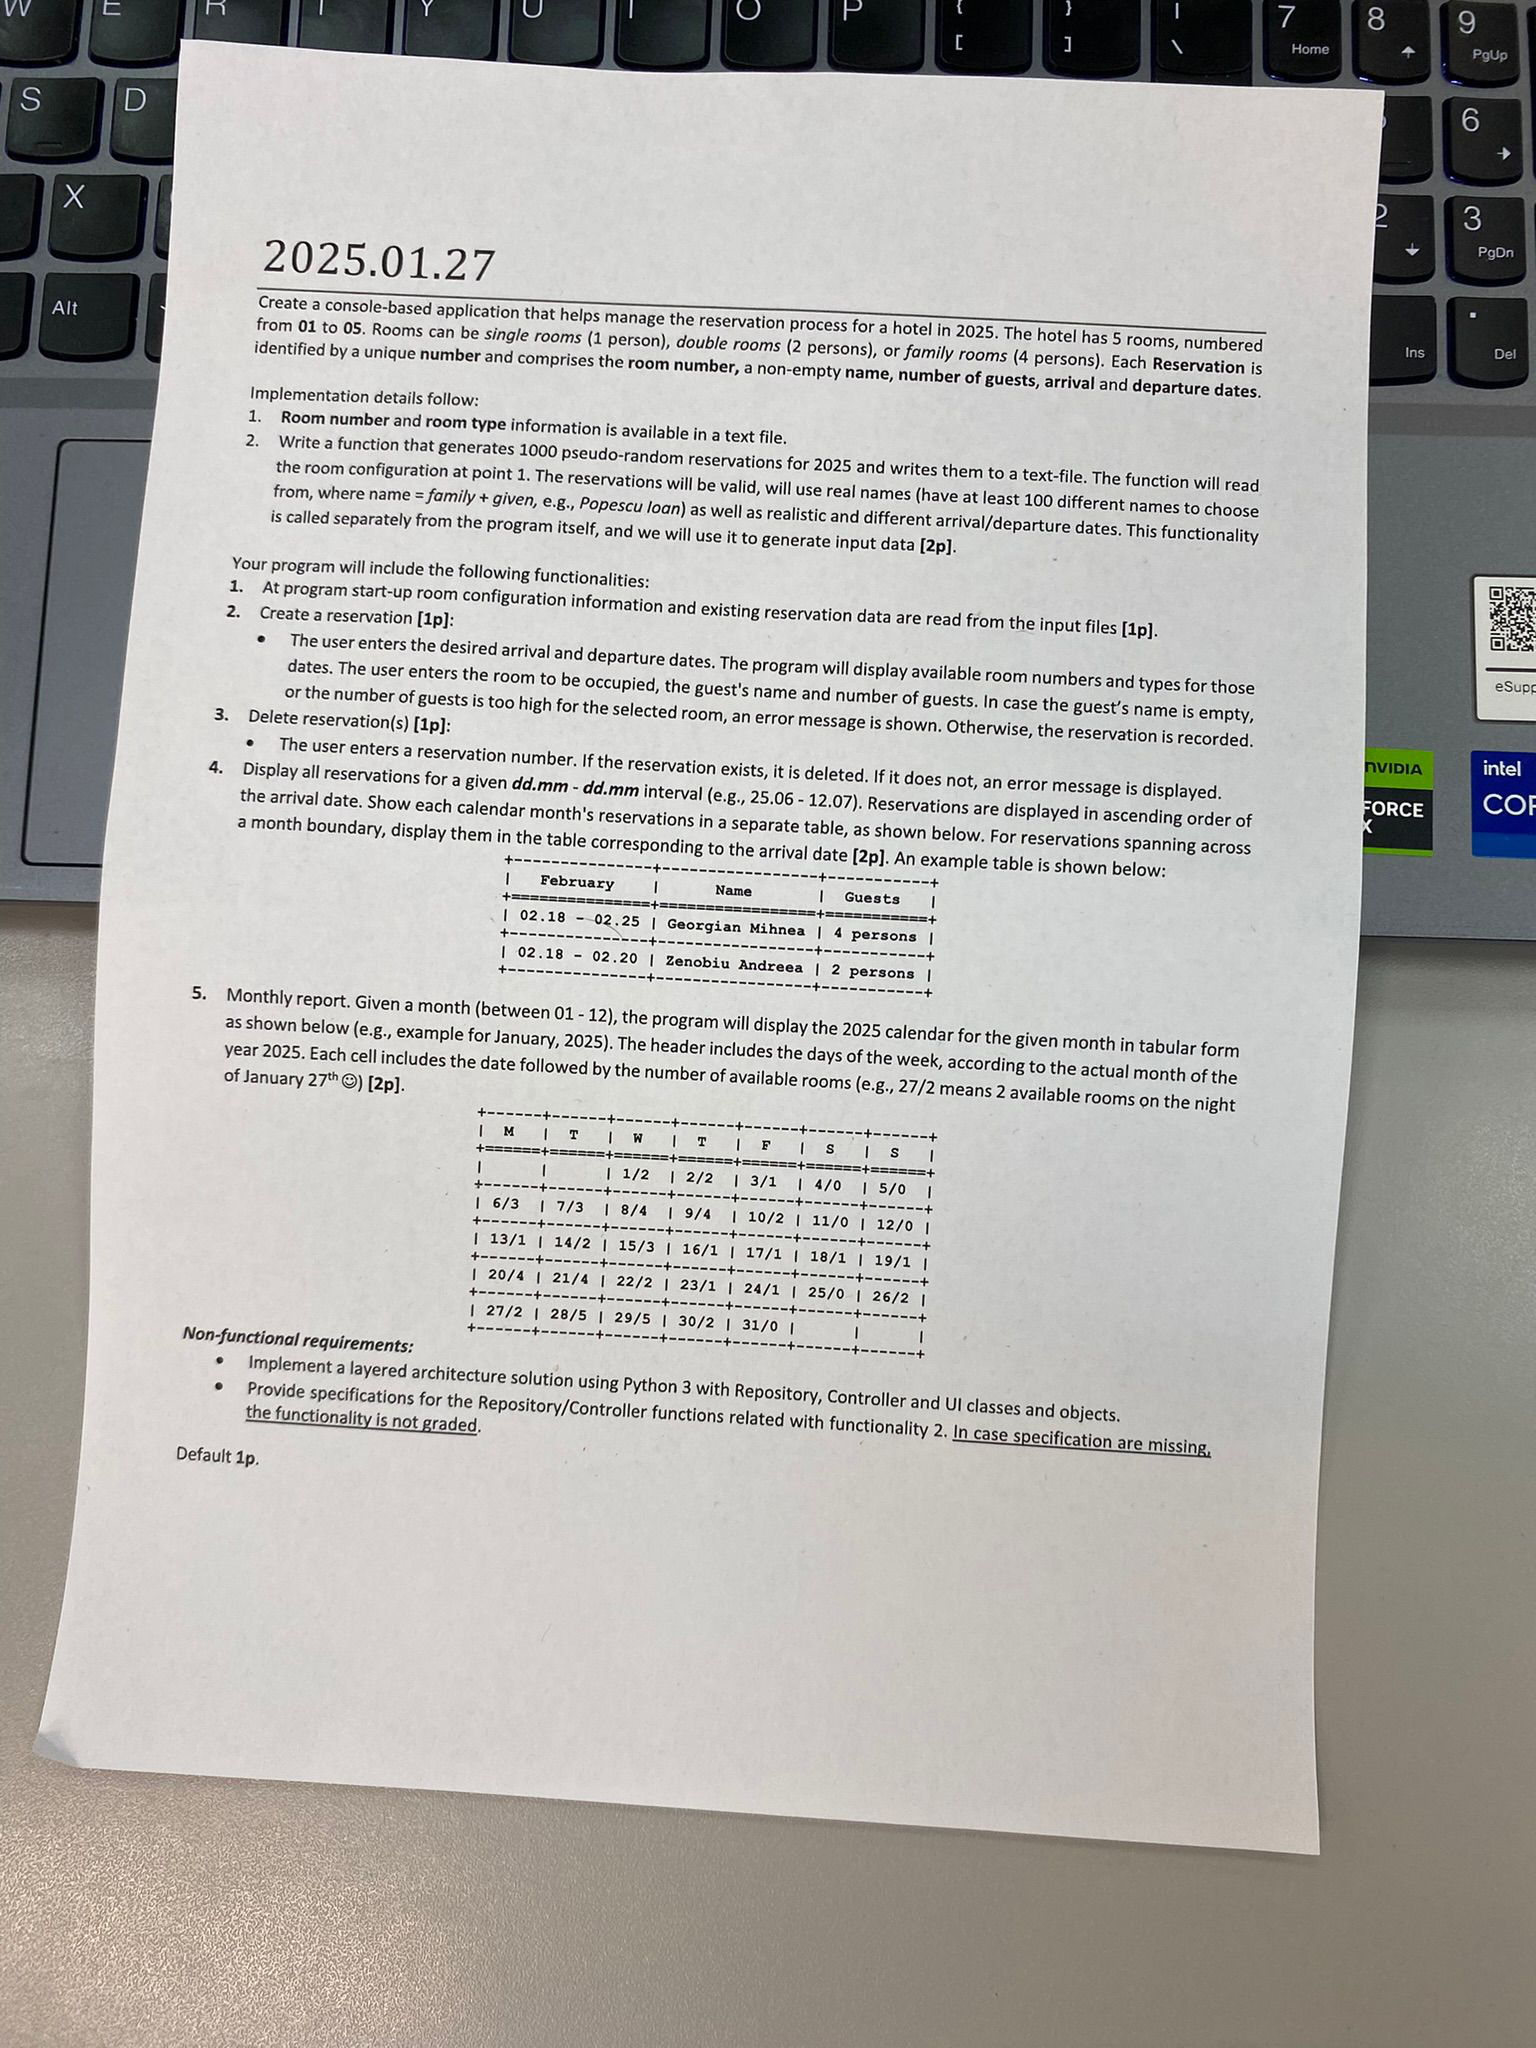 W E R T Y U I O P { [ } ] | \ 7 Home 8 9 PgUp
S D 6
X 2 3 PgDn
Alt Ins . Del
2025.01.27
Create a console-based application that helps manage the reservation process for a hotel in 2025. The hotel has 5 rooms, numbered
from 01 to 05. Rooms can be single rooms (1 person), double rooms (2 persons), or family rooms (4 persons). Each Reservation is
identified by a unique number and comprises the room number, a non-empty name, number of guests, arrival and departure dates.
Implementation details follow:
1. Room number and room type information is available in a text file.
2. Write a function that generates 1000 pseudo-random reservations for 2025 and writes them to a text-file. The function will read
the room configuration at point 1. The reservations will be valid, will use real names (have at least 100 different names to choose
from, where name = family + given, e.g., Popescu Ioan) as well as realistic and different arrival/departure dates. This functionality
is called separately from the program itself, and we will use it to generate input data [2p].
Your program will include the following functionalities:
1. At program start-up room configuration information and existing reservation data are read from the input files [1p].
2. Create a reservation [1p]:
• The user enters the desired arrival and departure dates. The program will display available room numbers and types for those
dates. The user enters the room to be occupied, the guest's name and number of guests. In case the guest's name is empty,
or the number of guests is too high for the selected room, an error message is shown. Otherwise, the reservation is recorded.
3. Delete reservation(s) [1p]:
• The user enters a reservation number. If the reservation exists, it is deleted. If it does not, an error message is displayed.
4. Display all reservations for a given dd.mm - dd.mm interval (e.g., 25.06 - 12.07). Reservations are displayed in ascending order of
the arrival date. Show each calendar month's reservations in a separate table, as shown below. For reservations spanning across
a month boundary, display them in the table corresponding to the arrival date [2p]. An example table is shown below:
+---------------+-----------------+-----------+
| February | Name | Guests |
+===============+=================+===========+
| 02.18 - 02.25 | Georgian Mihnea | 4 persons |
+---------------+-----------------+-----------+
| 02.18 - 02.20 | Zenobiu Andreea | 2 persons |
+---------------+-----------------+-----------+
5. Monthly report. Given a month (between 01 - 12), the program will display the 2025 calendar for the given month in tabular form
as shown below (e.g., example for January, 2025). The header includes the days of the week, according to the actual month of the
year 2025. Each cell includes the date followed by the number of available rooms (e.g., 27/2 means 2 available rooms on the night
of January 27th ☺) [2p].
+------+------+------+------+------+------+------+
| M | T | W | T | F | S | S |
+======+======+======+======+======+======+======+
| | | 1/2 | 2/2 | 3/1 | 4/0 | 5/0 |
+------+------+------+------+------+------+------+
| 6/3 | 7/3 | 8/4 | 9/4 | 10/2 | 11/0 | 12/0 |
+------+------+------+------+------+------+------+
| 13/1 | 14/2 | 15/3 | 16/1 | 17/1 | 18/1 | 19/1 |
+------+------+------+------+------+------+------+
| 20/4 | 21/4 | 22/2 | 23/1 | 24/1 | 25/0 | 26/2 |
+------+------+------+------+------+------+------+
| 27/2 | 28/5 | 29/5 | 30/2 | 31/0 | | |
+------+------+------+------+------+------+------+
Non-functional requirements:
• Implement a layered architecture solution using Python 3 with Repository, Controller and UI classes and objects.
• Provide specifications for the Repository/Controller functions related with functionality 2. In case specification are missing,
the functionality is not graded.
Default 1p.
eSupp
NVIDIA
FORCE
X
intel
COR